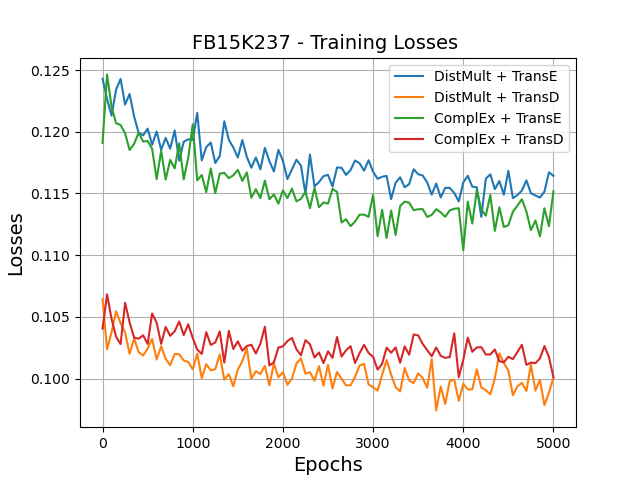 FB15K237 - Training Losses
DistMult + TransE
DistMult + TransD
ComplEx + TransE
ComplEx + TransD
0.125
0.120
0.115
0.110
0.105
0.100
Losses
0 1000 2000 3000 4000 5000
Epochs